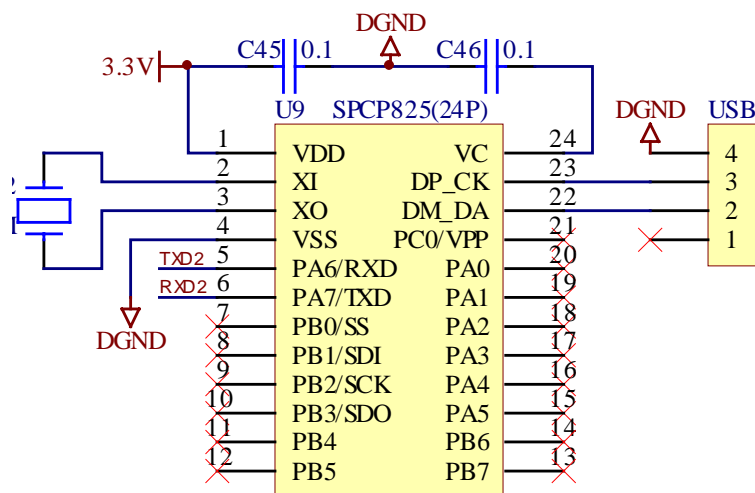 DGND
C45 0.1 C46 0.1
3.3V
U9 SPCP825(24P) DGND USB
1 VDD VC 24 4
2 XI DP_CK 23 3
3 XO DM_DA 22 2
4 VSS PC0/VPP 21 1
TXD2 5 PA6/RXD PA0 20
RXD2 6 PA7/TXD PA1 19
DGND 7 PB0/SS PA2 18
8 PB1/SDI PA3 17
9 PB2/SCK PA4 16
10 PB3/SDO PA5 15
11 PB4 PB6 14
12 PB5 PB7 13